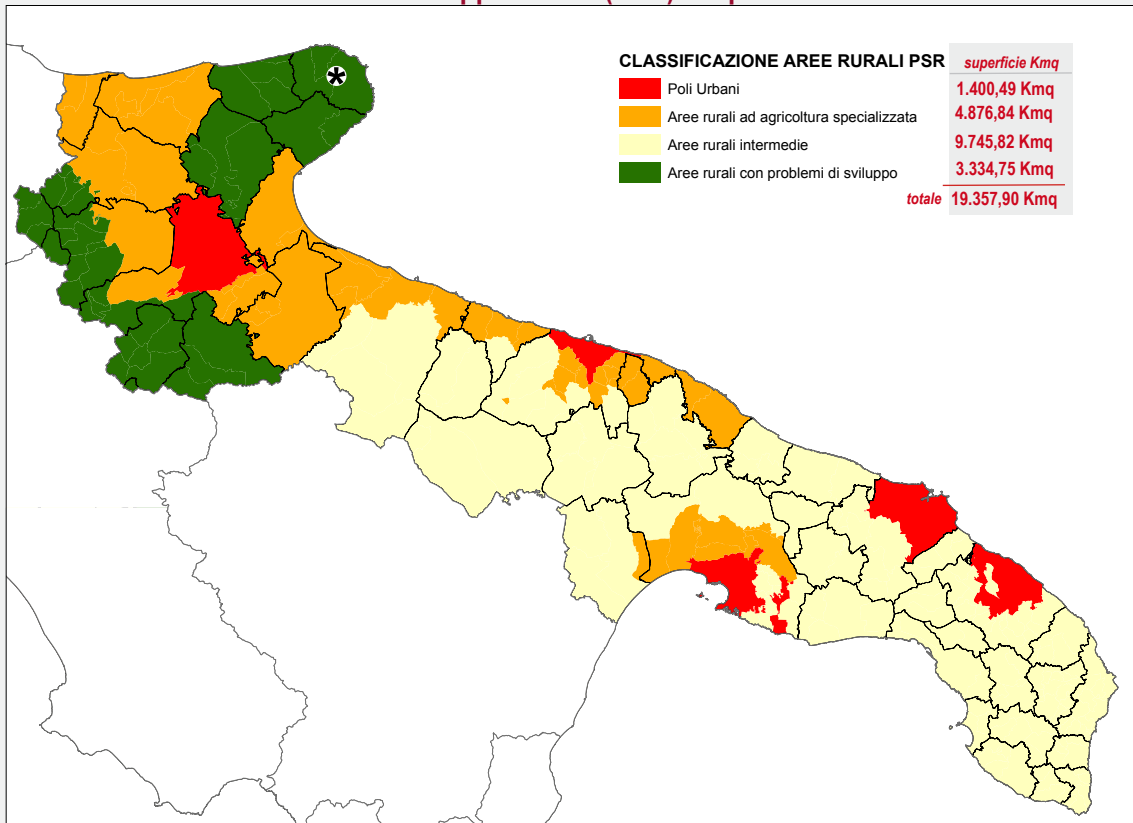 CLASSIFICAZIONE AREE RURALI PSR superficie Kmq
Poli Urbani 1.400,49 Kmq
Aree rurali ad agricoltura specializzata 4.876,84 Kmq
Aree rurali intermedie 9.745,82 Kmq
Aree rurali con problemi di sviluppo 3.334,75 Kmq
totale 19.357,90 Kmq
*